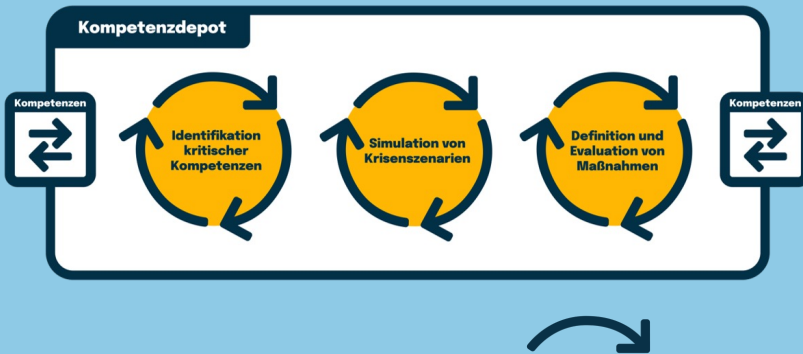 Kompetenzdepot
Kompetenzen
Identifikation
kritischer
Kompetenzen
Simulation von
Krisenszenarien
Definition und
Evaluation von
Maßnahmen
Kompetenzen